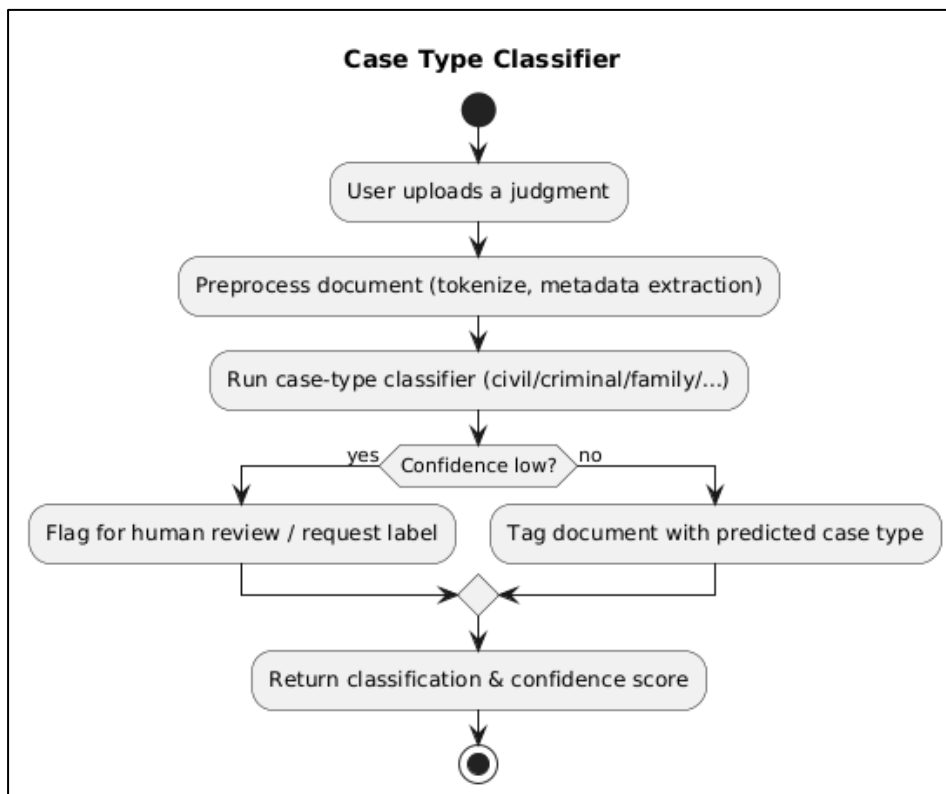 Case Type Classifier
User uploads a judgment
Preprocess document (tokenize, metadata extraction)
Run case-type classifier (civil/criminal/family/...)
yes
Confidence low?
no
Flag for human review / request label
Tag document with predicted case type
Return classification & confidence score